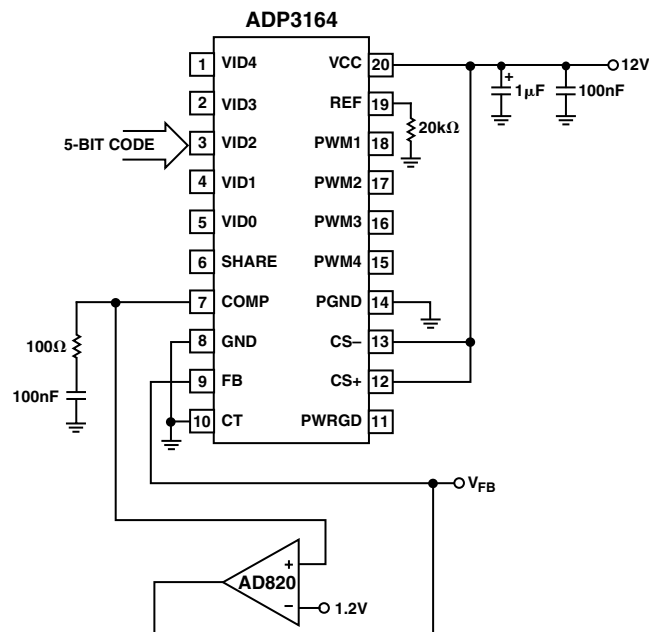 ADP3164
1 VID4 VCC 20 12V
2 VID3 REF 19
+ 1μF 100nF
20kΩ
5-BIT CODE 3 VID2 PWM1 18
4 VID1 PWM2 17
5 VID0 PWM3 16
6 SHARE PWM4 15
7 COMP PGND 14
100Ω 8 GND CS– 13
100nF 9 FB CS+ 12
10 CT PWRGD 11
VFB
+
AD820
– 1.2V